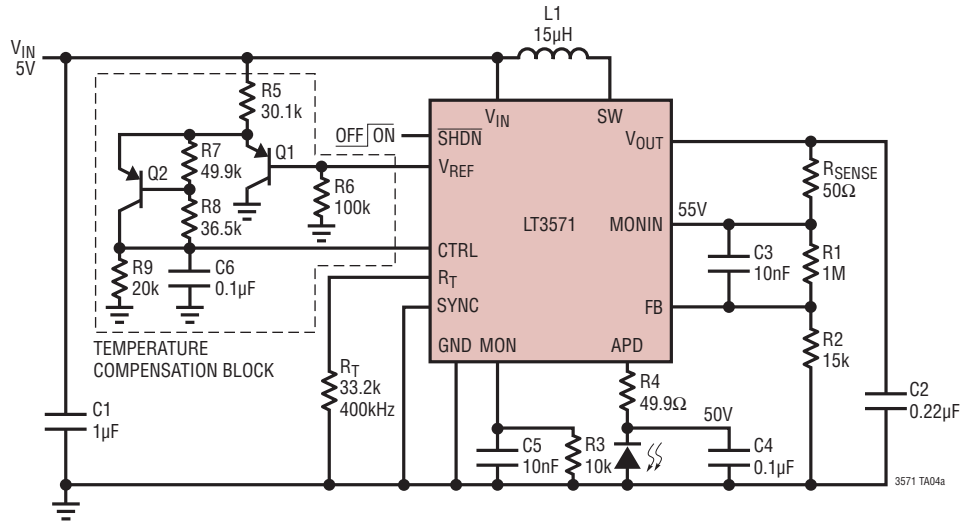 L1
15µH
VIN
5V
R5
30.1k
VIN
SW
OFF ON
SHDN
VOUT
Q2
R7
49.9k
Q1
VREF
RSENSE
50Ω
R6
100k
R8
36.5k
LT3571
55V
MONIN
CTRL
C3
10nF
R1
1M
R9
20k
C6
0.1µF
RT
SYNC
FB
TEMPERATURE
COMPENSATION BLOCK
GND MON
APD
R2
15k
RT
33.2k
400kHz
R4
49.9Ω
C1
1µF
50V
C2
0.22µF
C5
10nF
R3
10k
C4
0.1µF
3571 TA04a